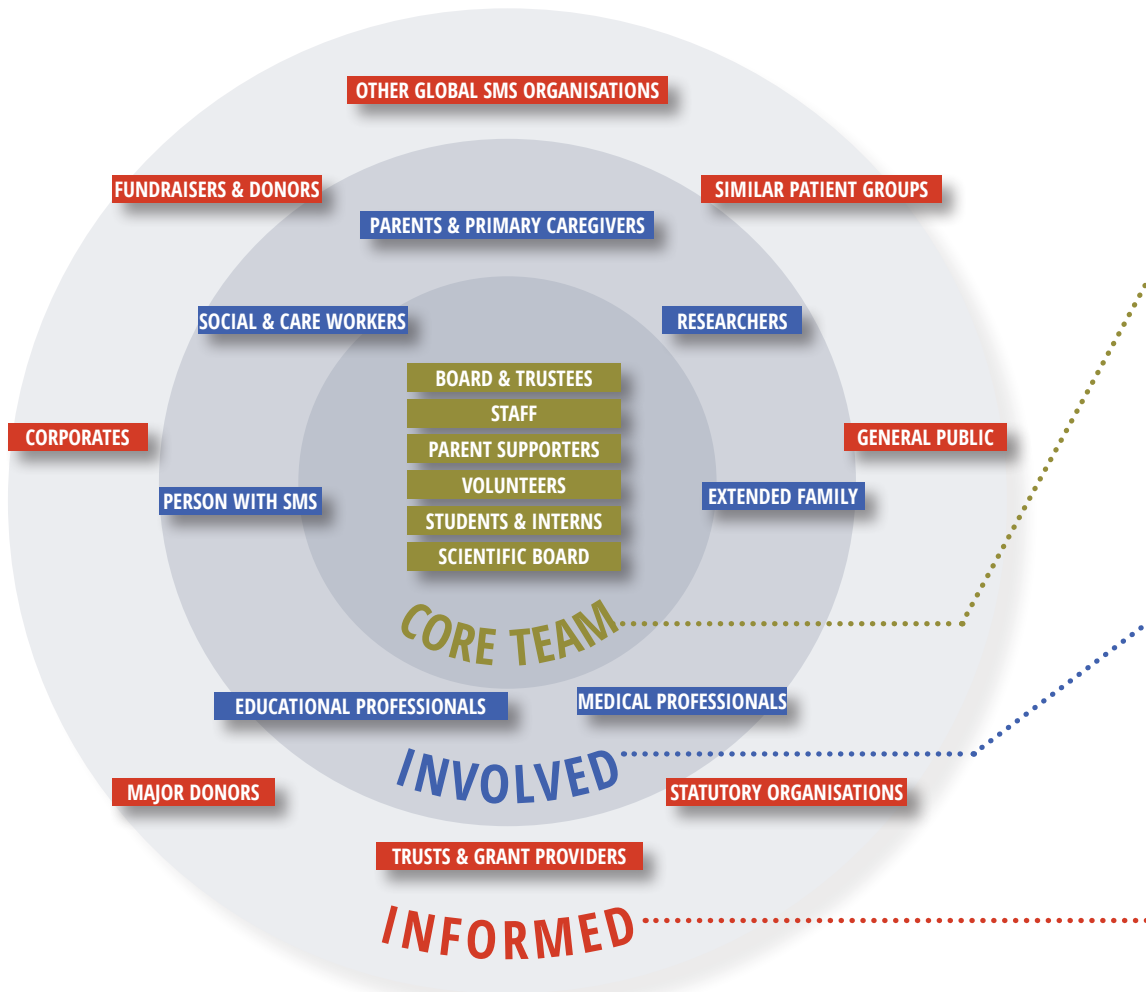 OTHER GLOBAL SMS ORGANISATIONS
FUNDRAISERS & DONORS
SIMILAR PATIENT GROUPS
PARENTS & PRIMARY CAREGIVERS
SOCIAL & CARE WORKERS
RESEARCHERS
BOARD & TRUSTEES
STAFF
PARENT SUPPORTERS
VOLUNTEERS
STUDENTS & INTERNS
SCIENTIFIC BOARD
CORPORATES
GENERAL PUBLIC
PERSON WITH SMS
EXTENDED FAMILY
CORE TEAM
EDUCATIONAL PROFESSIONALS
MEDICAL PROFESSIONALS
INVOLVED
MAJOR DONORS
STATUTORY ORGANISATIONS
TRUSTS & GRANT PROVIDERS
INFORMED